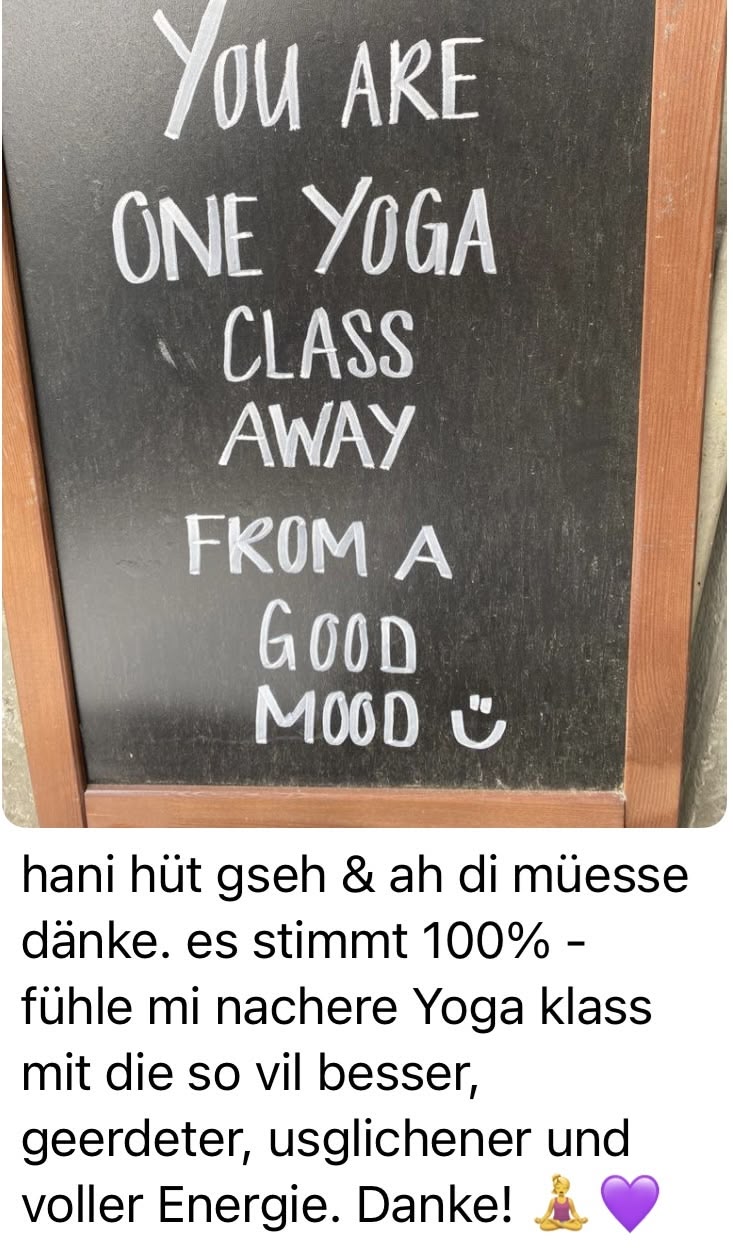 YOU ARE
ONE YOGA
CLASS
AWAY
FROM A
GOOD
MOOD
hani hüt gseh & ah di müesse
dänke. es stimmt 100% -
fühle mi nachere Yoga klass
mit die so vil besser,
geerdeter, usglichener und
voller Energie. Danke! 🧘‍♀️💜